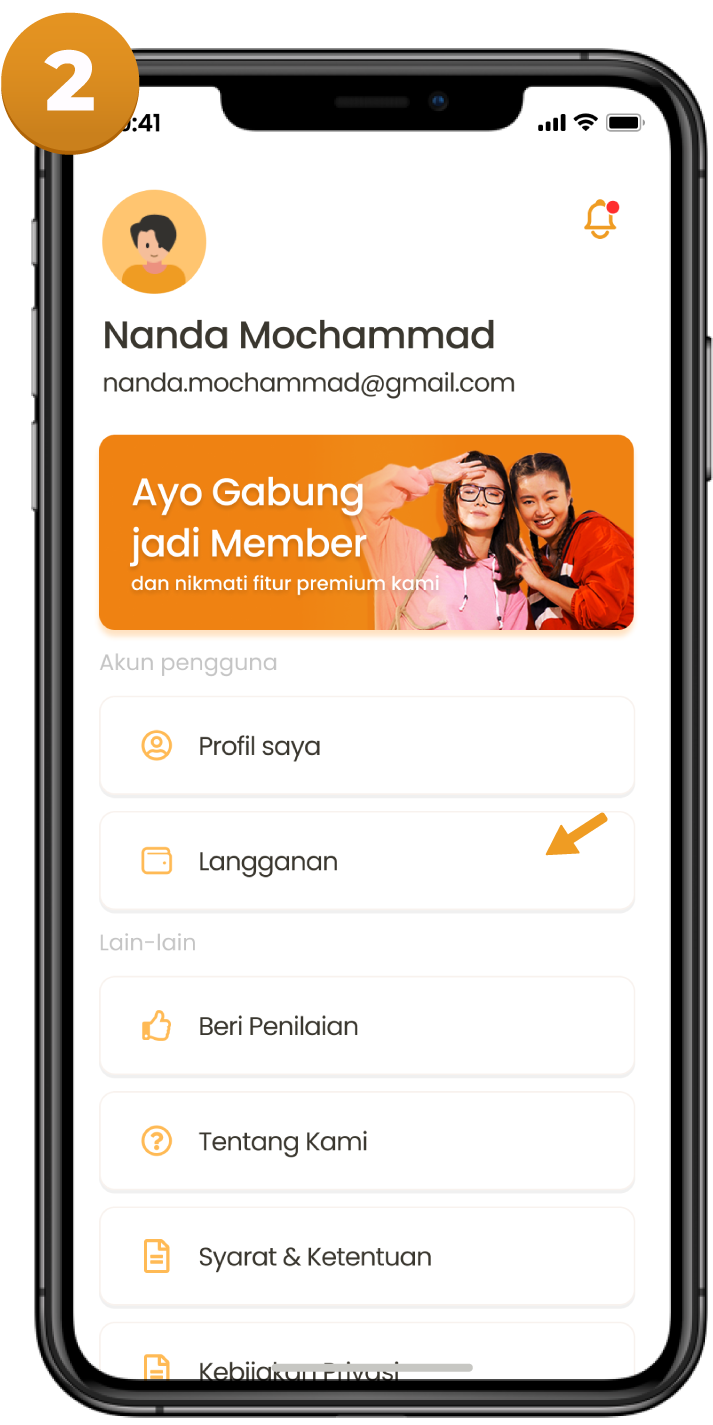 2
:41
Nanda Mochammad
nanda.mochammad@gmail.com
Ayo Gabung
jadi Member
dan nikmati fitur premium kami
Akun pengguna
Profil saya
Langganan
Lain-lain
Beri Penilaian
Tentang Kami
Syarat & Ketentuan
Kebijakan Privasi